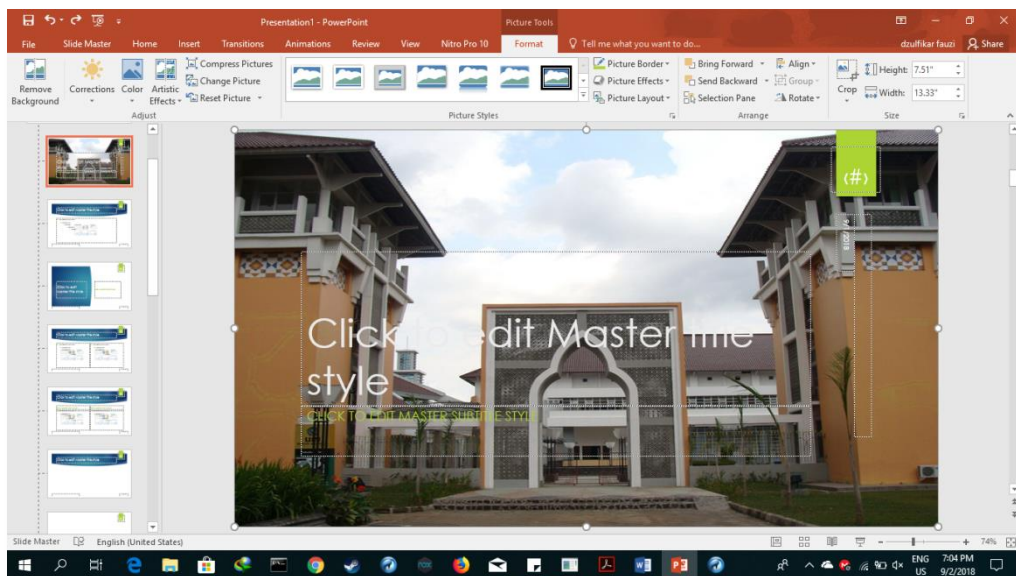 Presentation1 - PowerPoint
Picture Tools
File Slide Master Home Insert Transitions Animations Review View Nitro Pro 10 Format Tell me what you want to do... dzulfikar fauzi Share
Remove Background
Corrections
Color
Artistic Effects
Compress Pictures
Change Picture
Reset Picture
Adjust
Picture Styles
Picture Border
Picture Effects
Picture Layout
Bring Forward
Send Backward
Selection Pane
Align
Group
Rotate
Arrange
Crop
Height: 7.51"
Width: 13.33"
Size
‹#›
Click to edit Master title
style
CLICK TO EDIT MASTER SUBTITLE STYLE
Slide Master English (United States) 74%
ENG 7:04 PM
US 9/2/2018